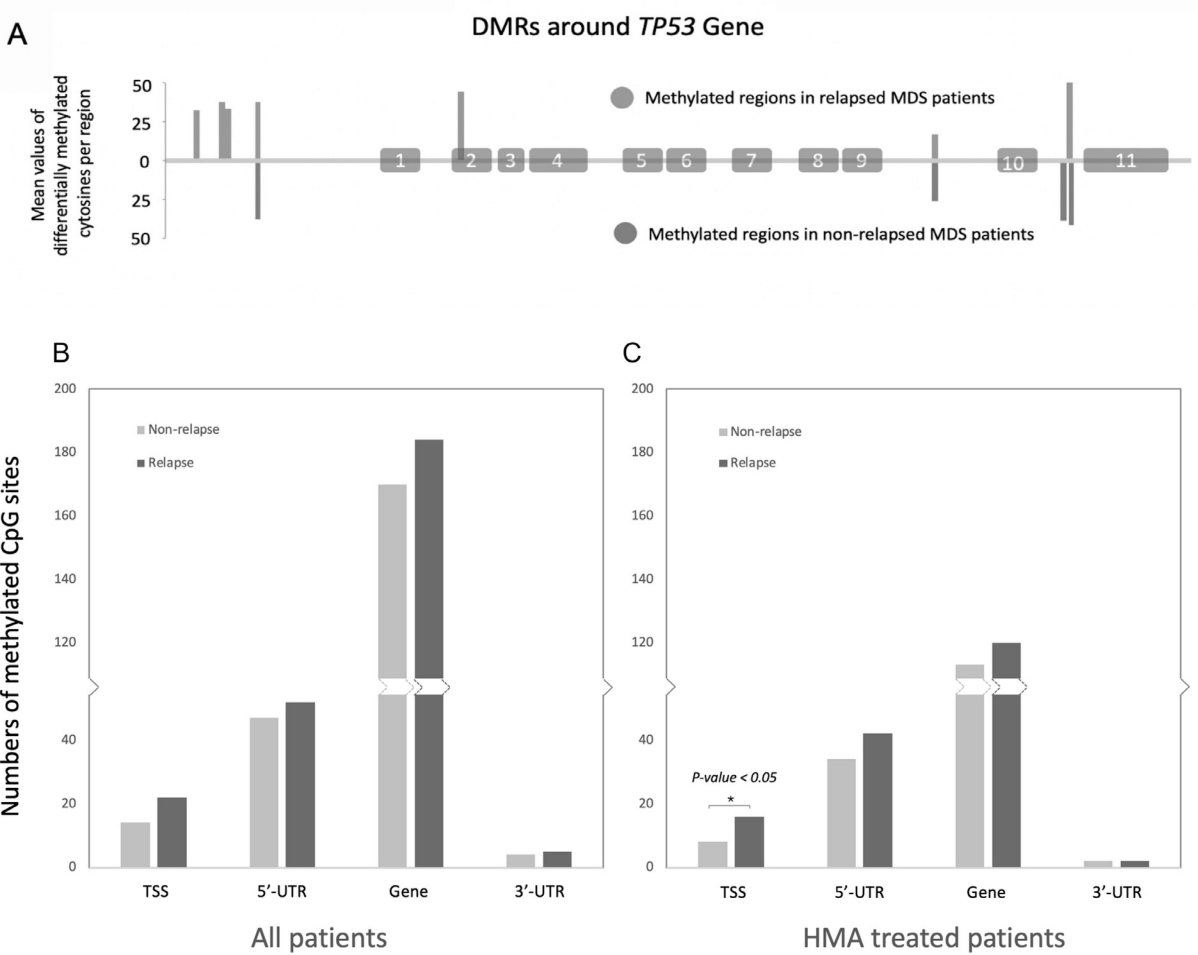 A
DMRs around TP53 Gene
Mean values of
differentially methylated
cytosines per region
50
25
0
25
50
Methylated regions in relapsed MDS patients
1 2 3 4 5 6 7 8 9 10 11
Methylated regions in non-relapsed MDS patients
Numbers of methylated CpG sites
B
200
180
160
140
120
40
20
0
Non-relapse
Relapse
TSS 5’-UTR Gene 3’-UTR
All patients
C
200
180
160
140
120
40
20
0
Non-relapse
Relapse
P-value < 0.05
*
TSS 5’-UTR Gene 3’-UTR
HMA treated patients